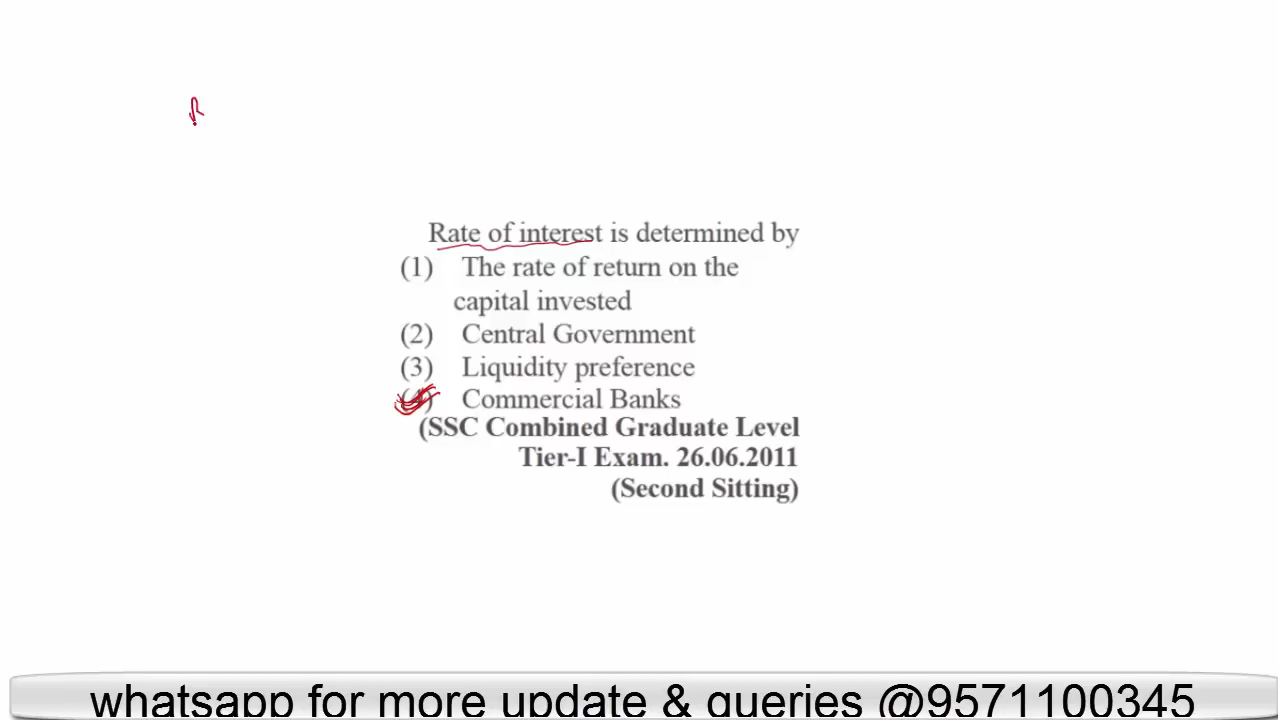 Rate of interest is determined by
(1) The rate of return on the
capital invested
(2) Central Government
(3) Liquidity preference
(4) Commercial Banks
(SSC Combined Graduate Level
Tier-I Exam. 26.06.2011
(Second Sitting)
whatsapp for more update & queries @9571100345